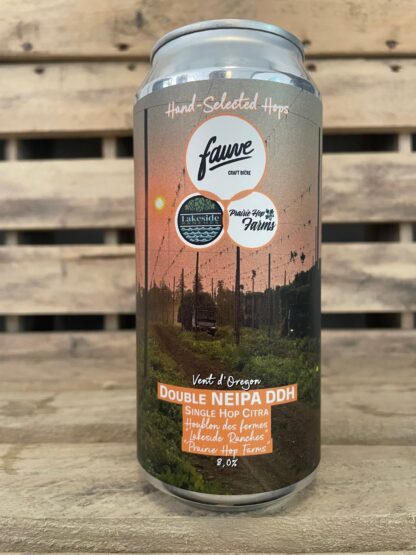 Hand-Selected Hops
fauve
CRAFT BIÈRE
Lakeside
Prairie Hop
Farms
Vent d'Oregon
DOUBLE NEIPA DDH
SINGLE HOP CITRA
Houblon des fermes
"Lakeside Ranches"
"Prairie Hop Farms"
8,0%